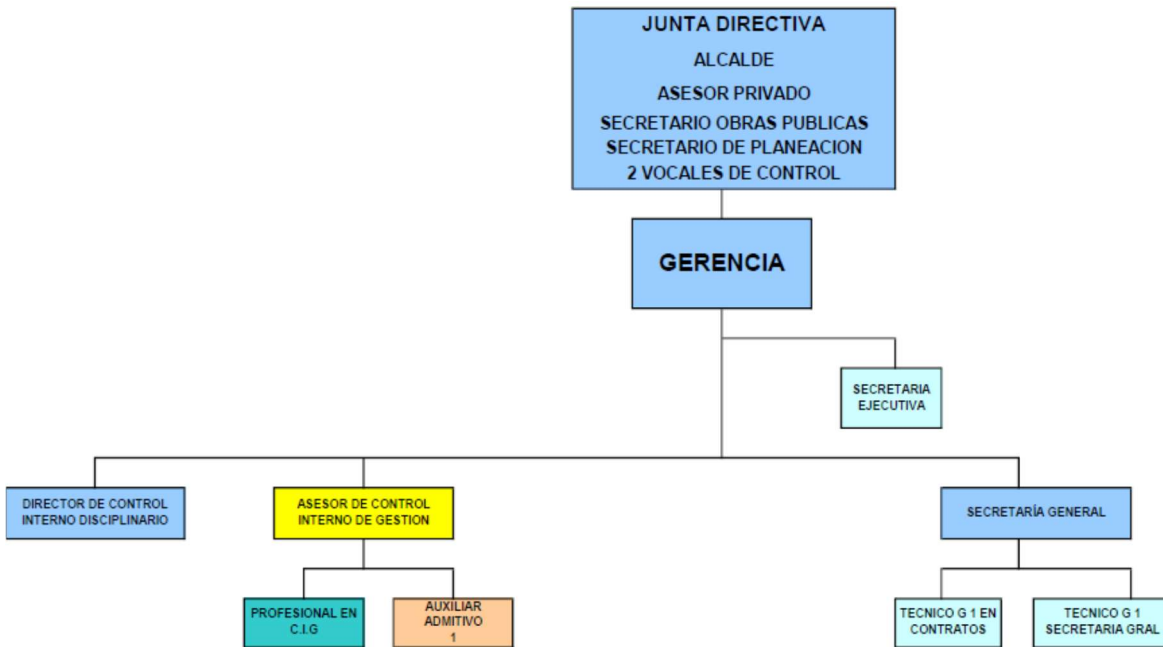 JUNTA DIRECTIVA
ALCALDE
ASESOR PRIVADO
SECRETARIO OBRAS PUBLICAS
SECRETARIO DE PLANEACION
2 VOCALES DE CONTROL
GERENCIA
SECRETARIA
EJECUTIVA
DIRECTOR DE CONTROL
INTERNO DISCIPLINARIO
ASESOR DE CONTROL
INTERNO DE GESTION
SECRETARÍA GENERAL
PROFESIONAL EN
C.I.G
AUXILIAR
ADMITIVO
1
TECNICO G 1 EN
CONTRATOS
TECNICO G 1
SECRETARIA GRAL